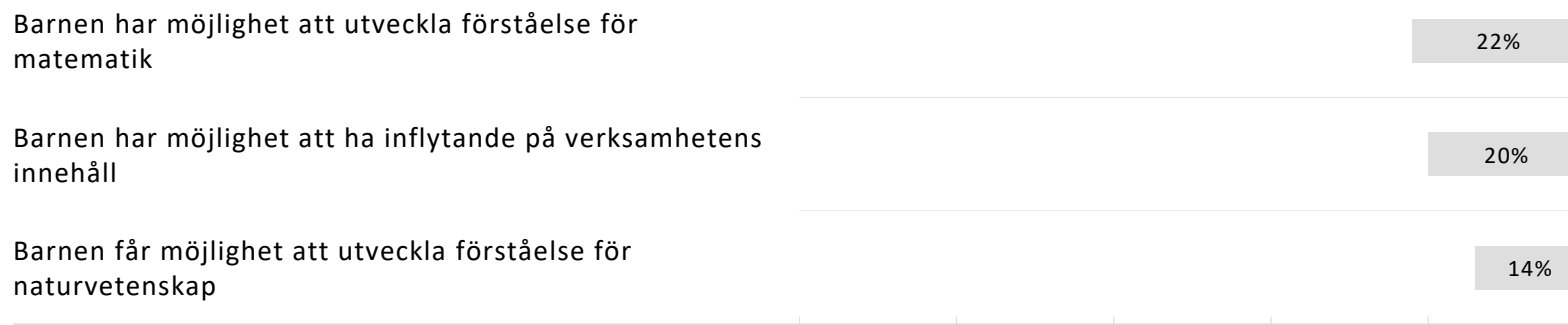 Barnen har möjlighet att utveckla förståelse för
matematik
22%
Barnen har möjlighet att ha inflytande på verksamhetens
innehåll
20%
Barnen får möjlighet att utveckla förståelse för
naturvetenskap
14%